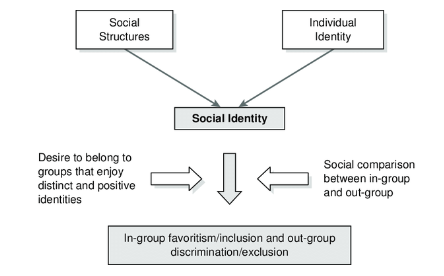 Social
Structures
Individual
Identity
Social Identity
Desire to belong to
groups that enjoy
distinct and positive
identities
Social comparison
between in-group
and out-group
In-group favoritism/inclusion and out-group
discrimination/exclusion